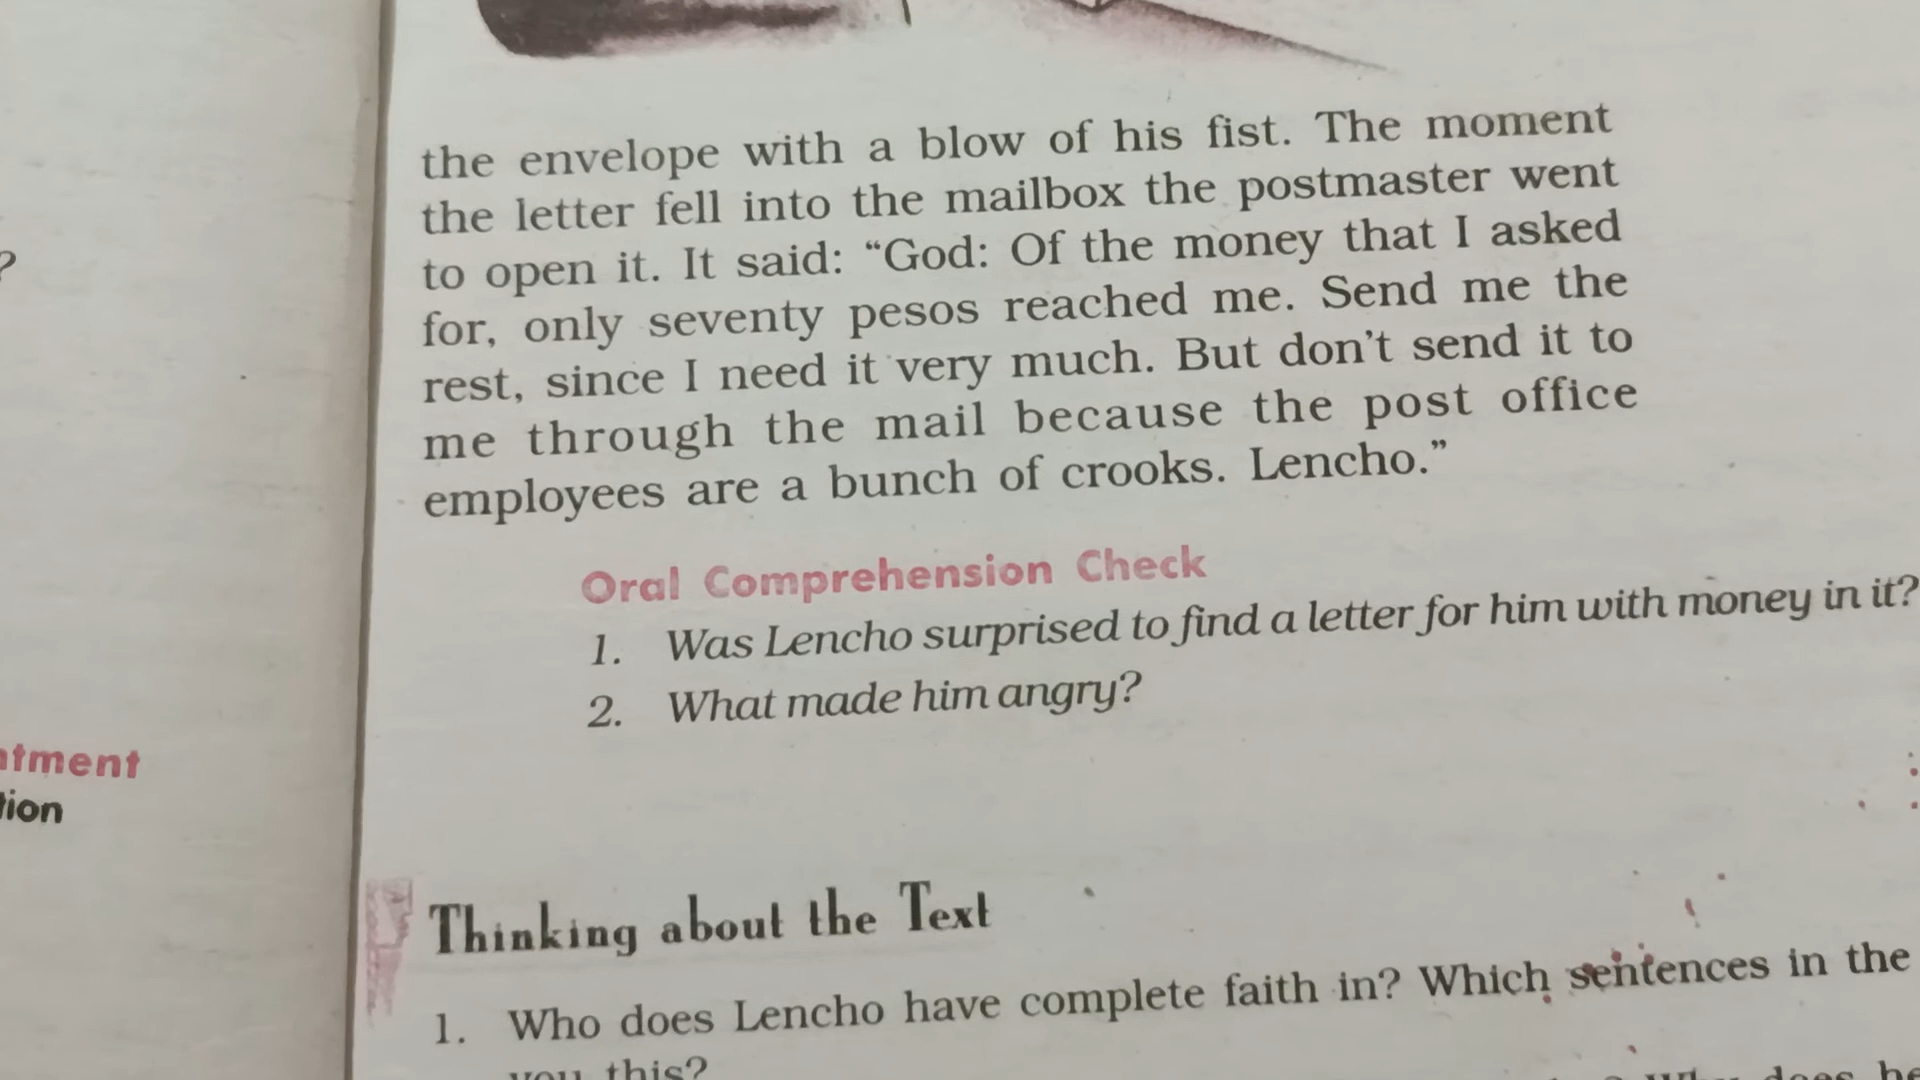 ?
tment
tion
the envelope with a blow of his fist. The moment
the letter fell into the mailbox the postmaster went
to open it. It said: “God: Of the money that I asked
for, only seventy pesos reached me. Send me the
rest, since I need it very much. But don’t send it to
me through the mail because the post office
employees are a bunch of crooks. Lencho.”
Oral Comprehension Check
1. Was Lencho surprised to find a letter for him with money in it?
2. What made him angry?
Thinking about the Text
1. Who does Lencho have complete faith in? Which sentences in the
you this?
does he